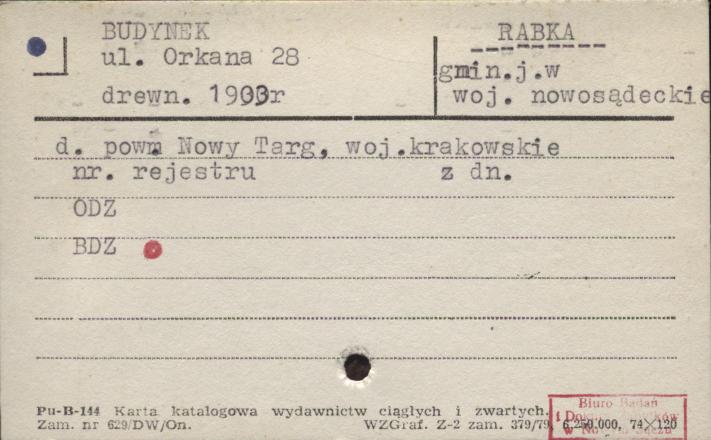 BUDYNEK
ul. Orkana 28
drewn. 1903r
RABKA
gmin.j.w
woj. nowosądeckie
d. powm Nowy Targ, woj.krakowskie
nr. rejestru z dn.
ODZ
BDZ
Pu-B-144 Karta katalogowa wydawnictw ciągłych i zwartych.
Zam. nr 629/DW/On. WZGraf. Z-2 zam. 379/79, 6.250.000, 74×120
Biuro Badań
i
w